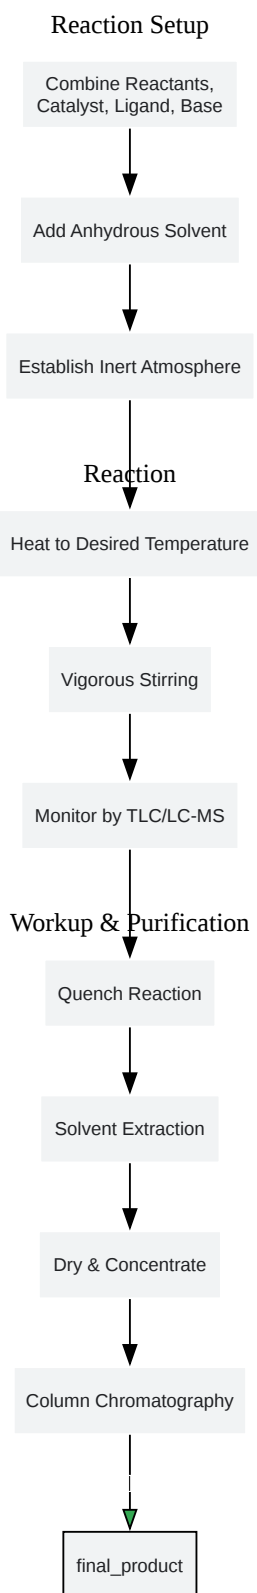 Reaction Setup
Combine Reactants,
Catalyst, Ligand, Base
Add Anhydrous Solvent
Establish Inert Atmosphere
Reaction
Heat to Desired Temperature
Vigorous Stirring
Monitor by TLC/LC-MS
Workup & Purification
Quench Reaction
Solvent Extraction
Dry & Concentrate
Column Chromatography
final_product